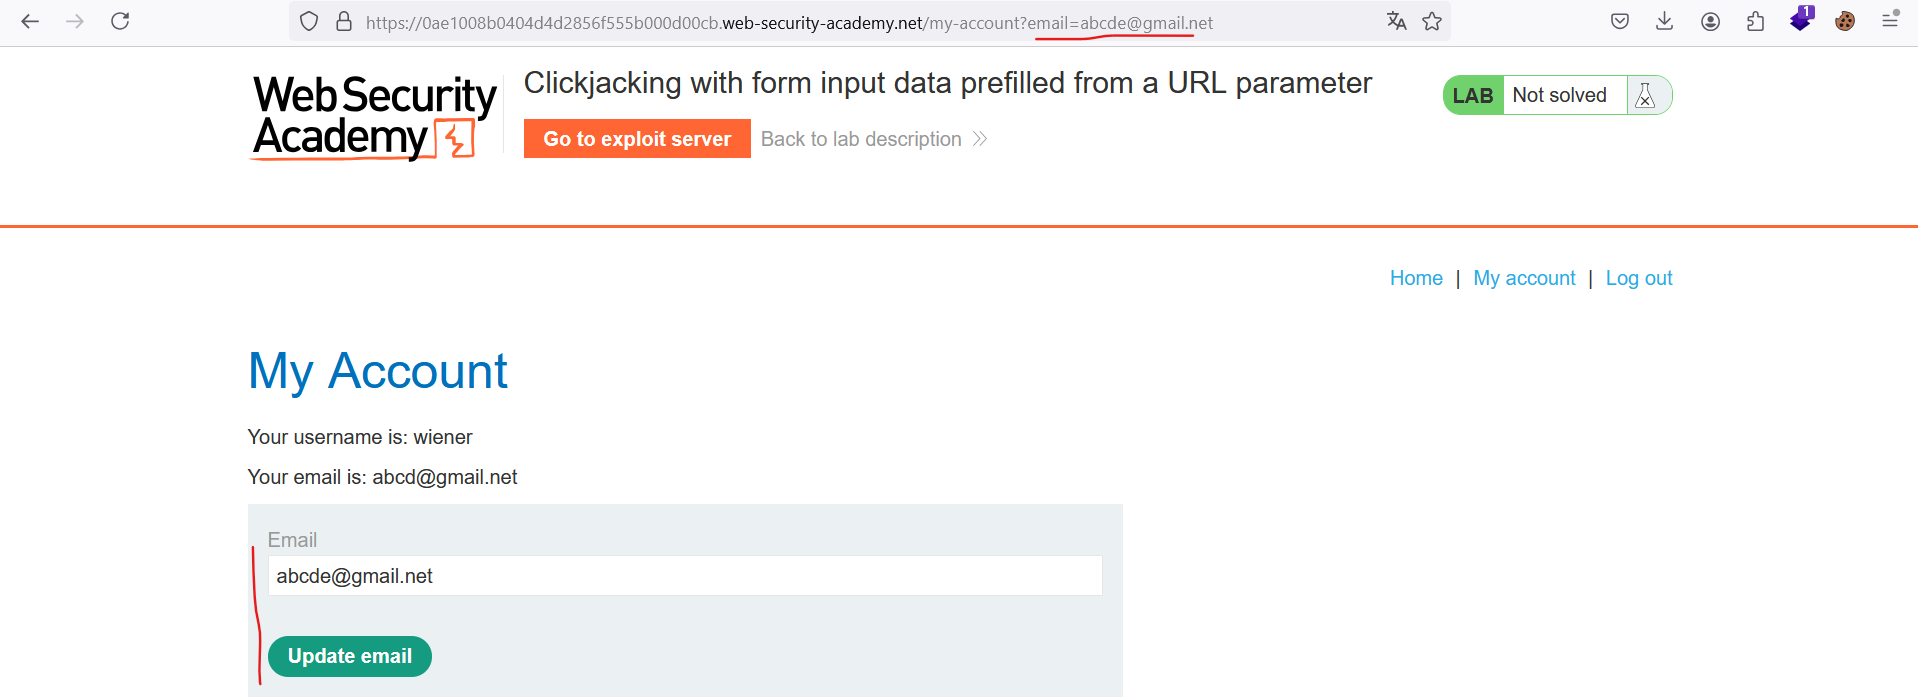 https://0ae1008b0404d4d2856f555b000d00cb.web-security-academy.net/my-account?email=abcde@gmail.net
1
Web Security
Academy
Clickjacking with form input data prefilled from a URL parameter
Go to exploit server
Back to lab description
LAB Not solved
Home | My account | Log out
My Account
Your username is: wiener
Your email is: abcd@gmail.net
Email
abcde@gmail.net
Update email